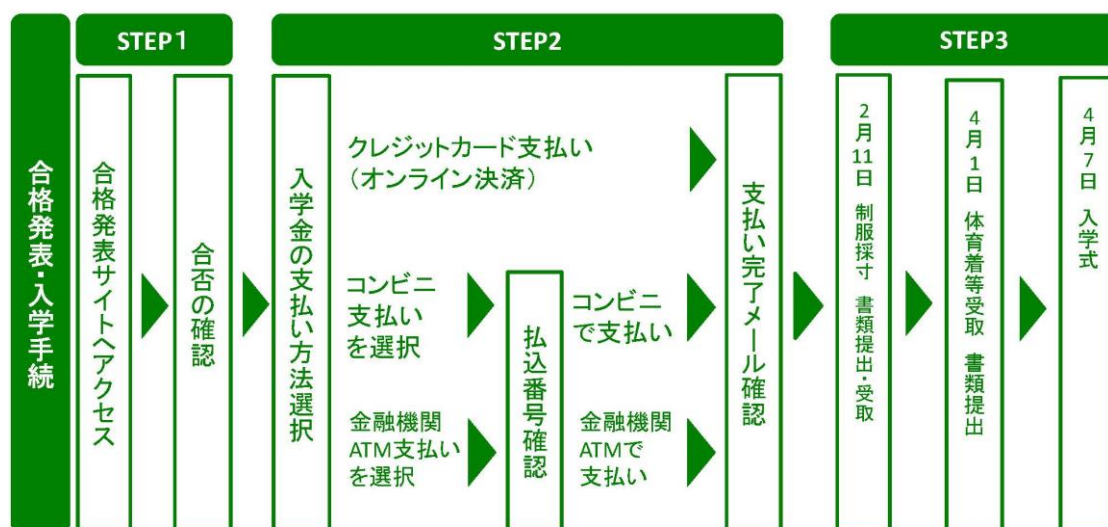 合格発表・入学手続
STEP1
合格発表サイトへアクセス
合否の確認
STEP2
入学金の支払い方法選択
クレジットカード支払い
（オンライン決済）
コンビニ
支払い
を選択
金融機関
ATM支払い
を選択
払込番号確認
コンビニ
で支払い
金融機関
ATMで
支払い
支払い完了メール確認
STEP3
2月11日 制服採寸 書類提出・受取
4月1日 体育着等受取 書類提出
4月7日 入学式